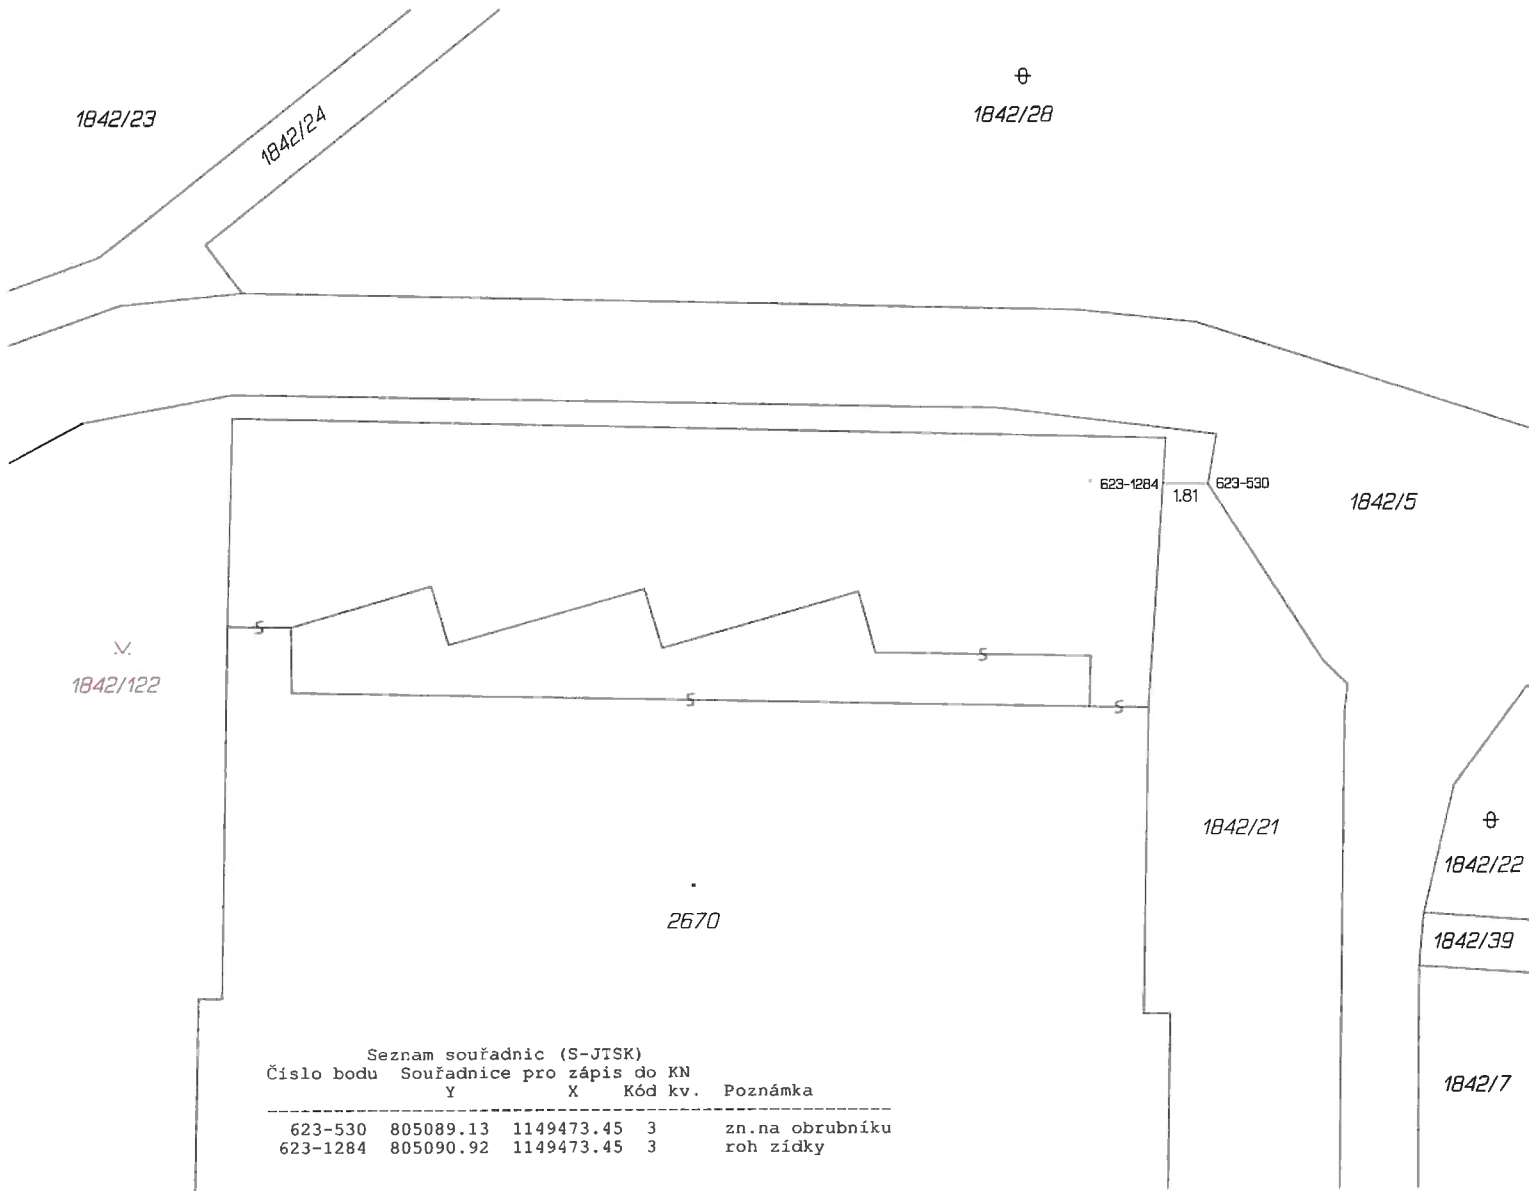 1842/23
1842/24
1842/28
623-1284
1.81
623-530
1842/5
1842/122
1842/21
1842/22
2670
1842/39
1842/7
Seznam souřadnic (S-JTSK)
Číslo bodu Souřadnice pro zápis do KN
Y X Kód kv. Poznámka
623-530 805089.13 1149473.45 3 zn.na obrubníku
623-1284 805090.92 1149473.45 3 roh zídky